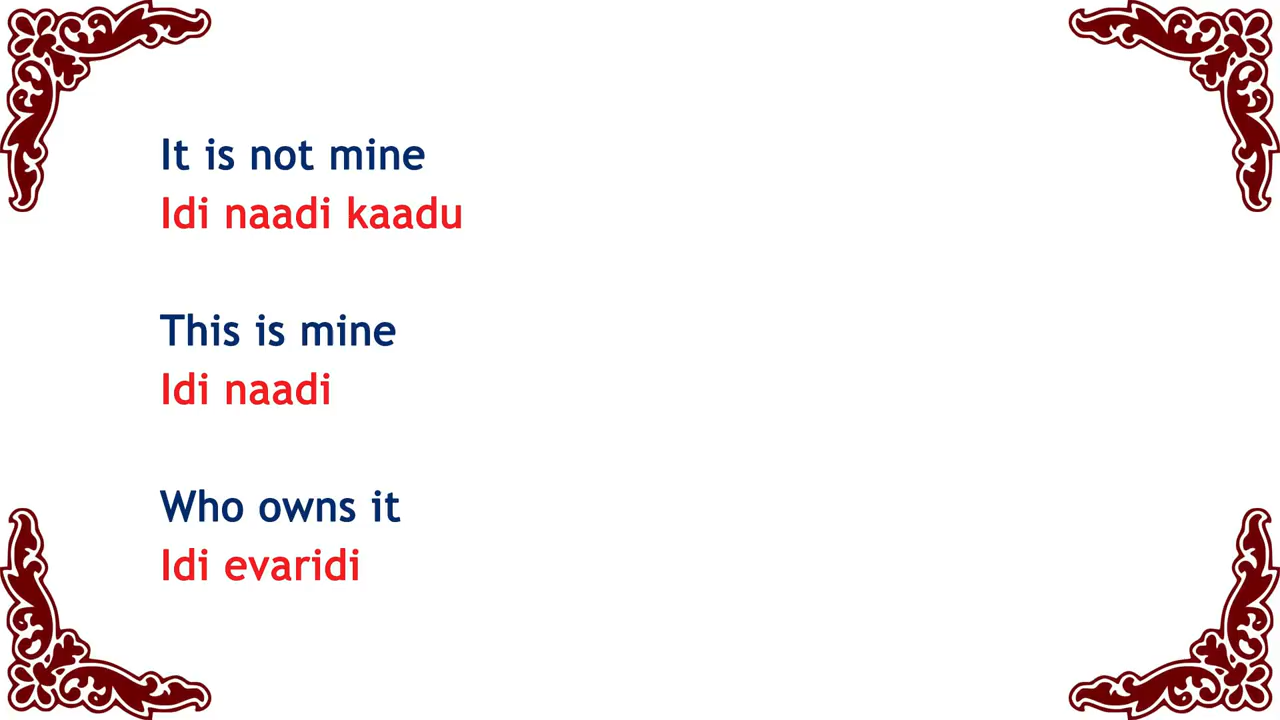 It is not mine
Idi naadi kaadu
This is mine
Idi naadi
Who owns it
Idi evaridi